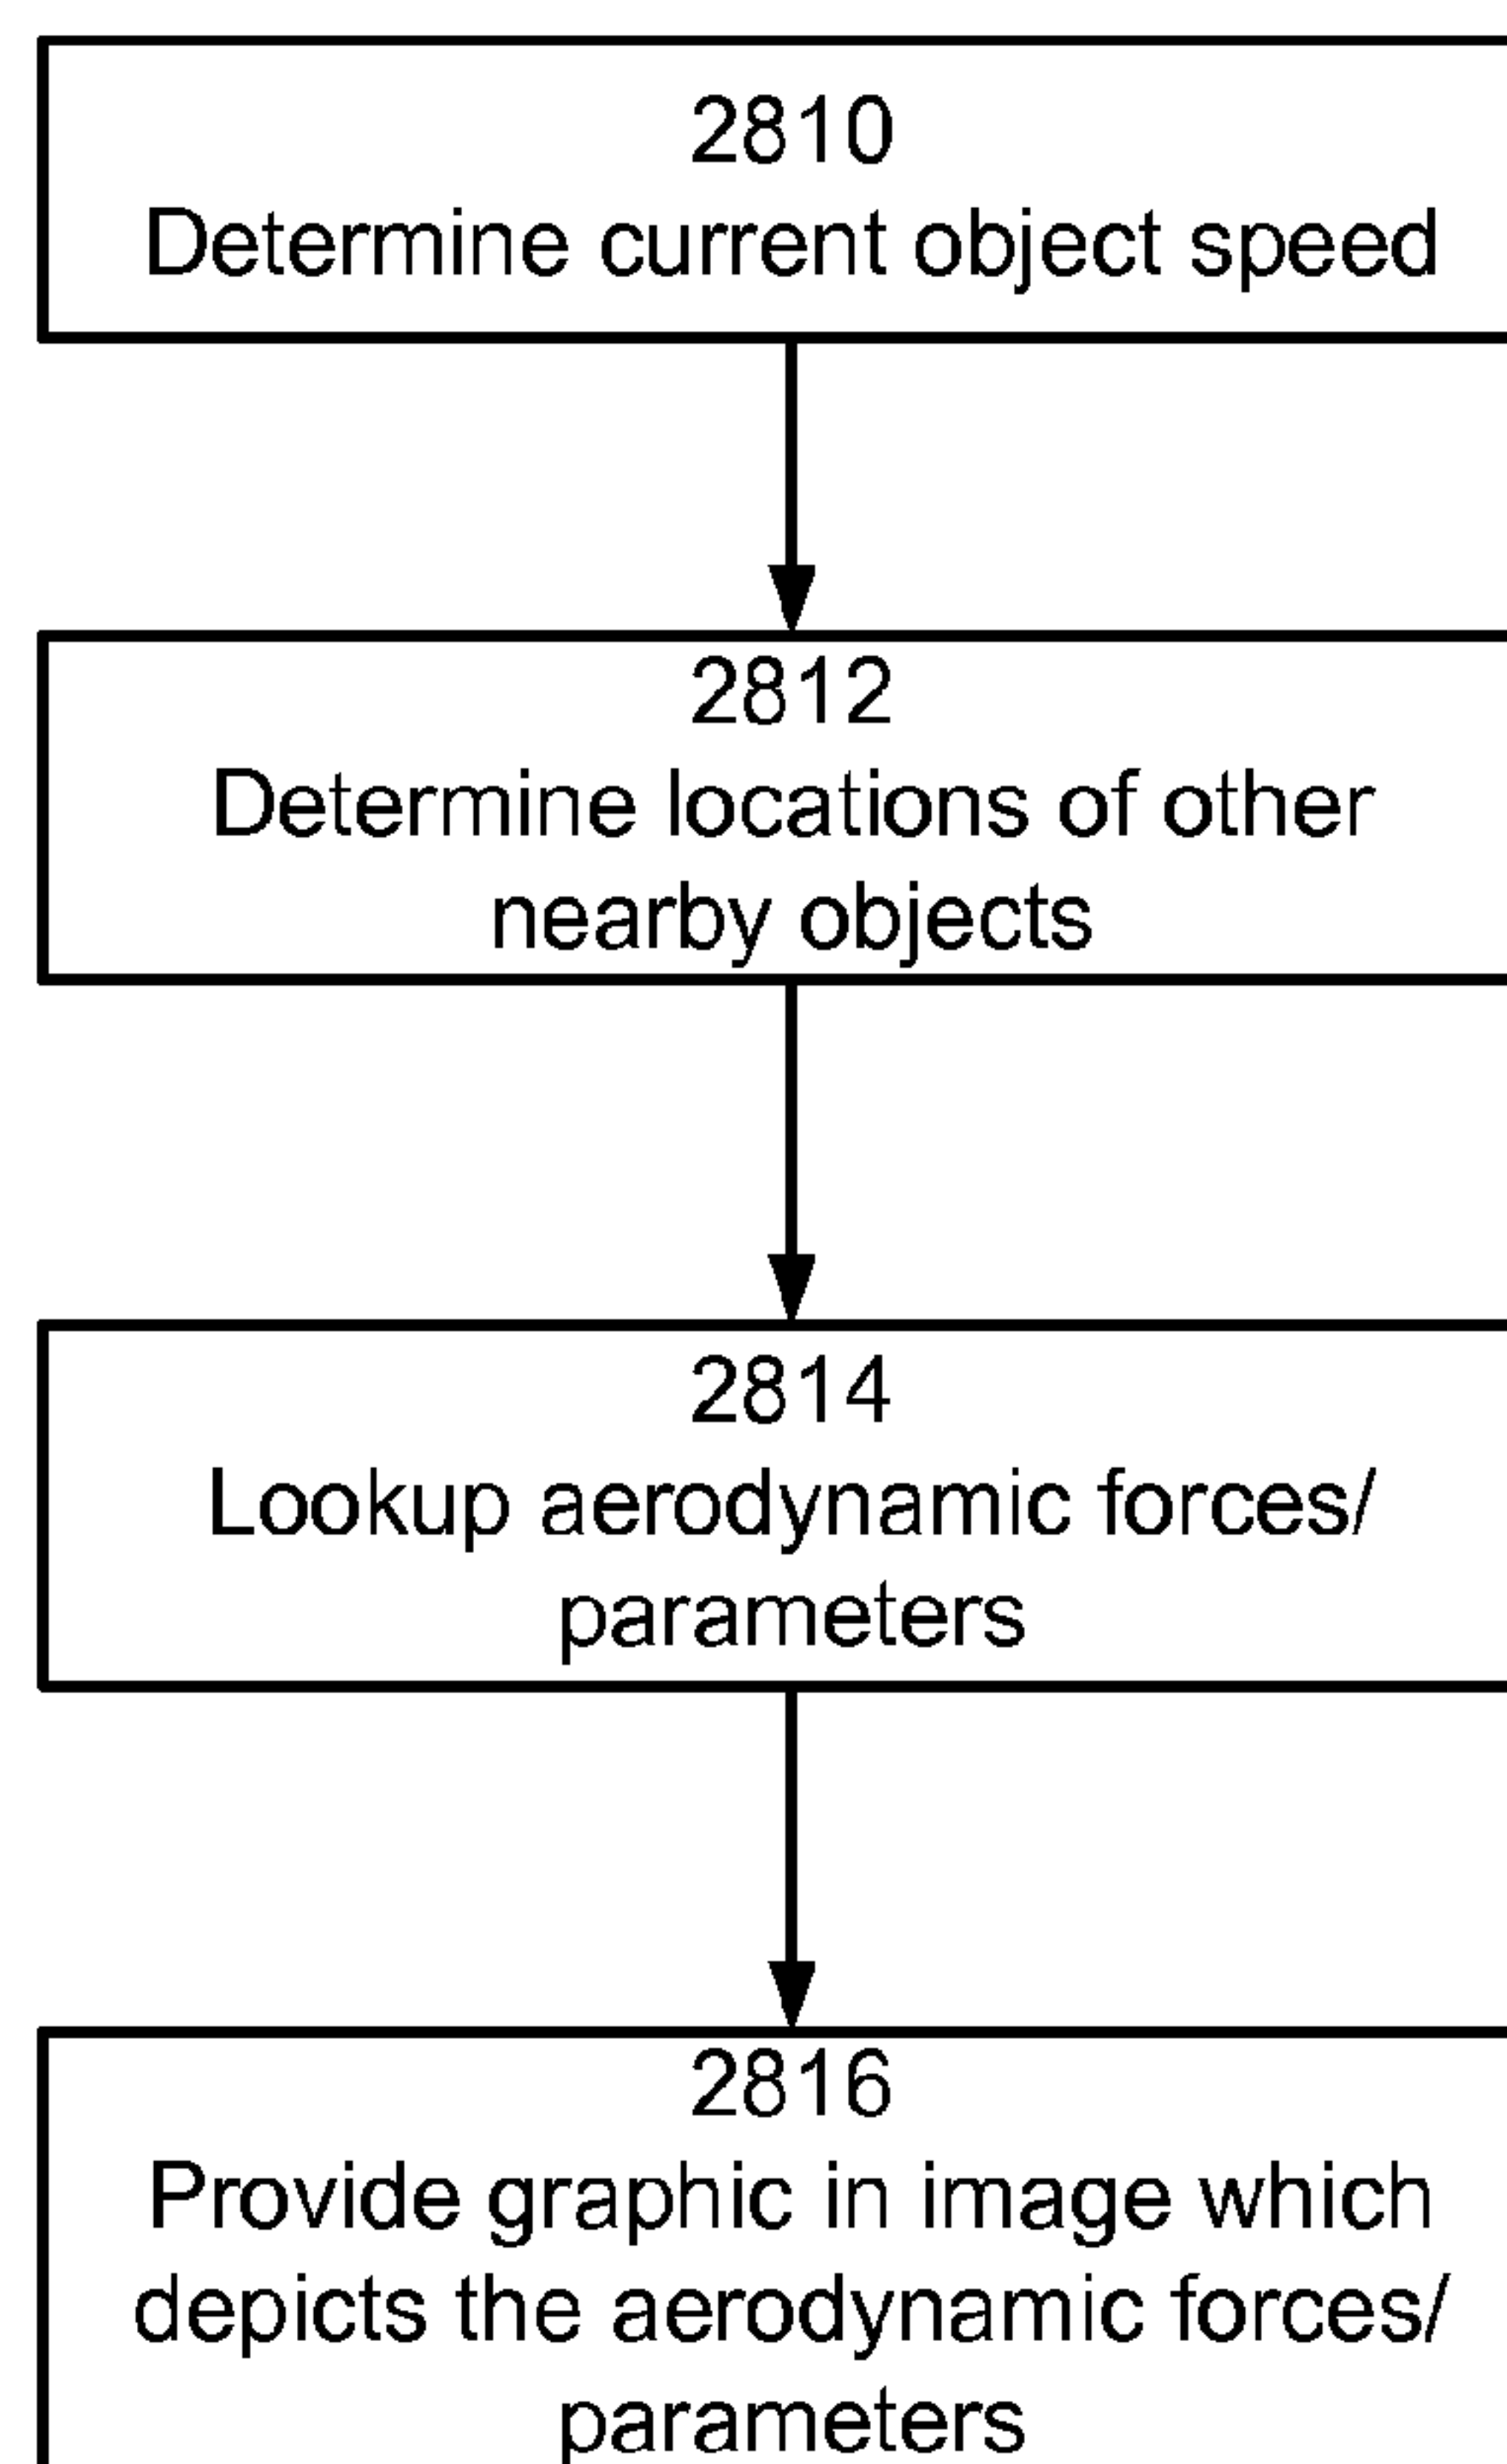 2810
Determine current object speed
2812
Determine locations of other
nearby objects
2814
Lookup aerodynamic forces/
parameters
2816
Provide graphic in image which
depicts the aerodynamic forces/
parameters